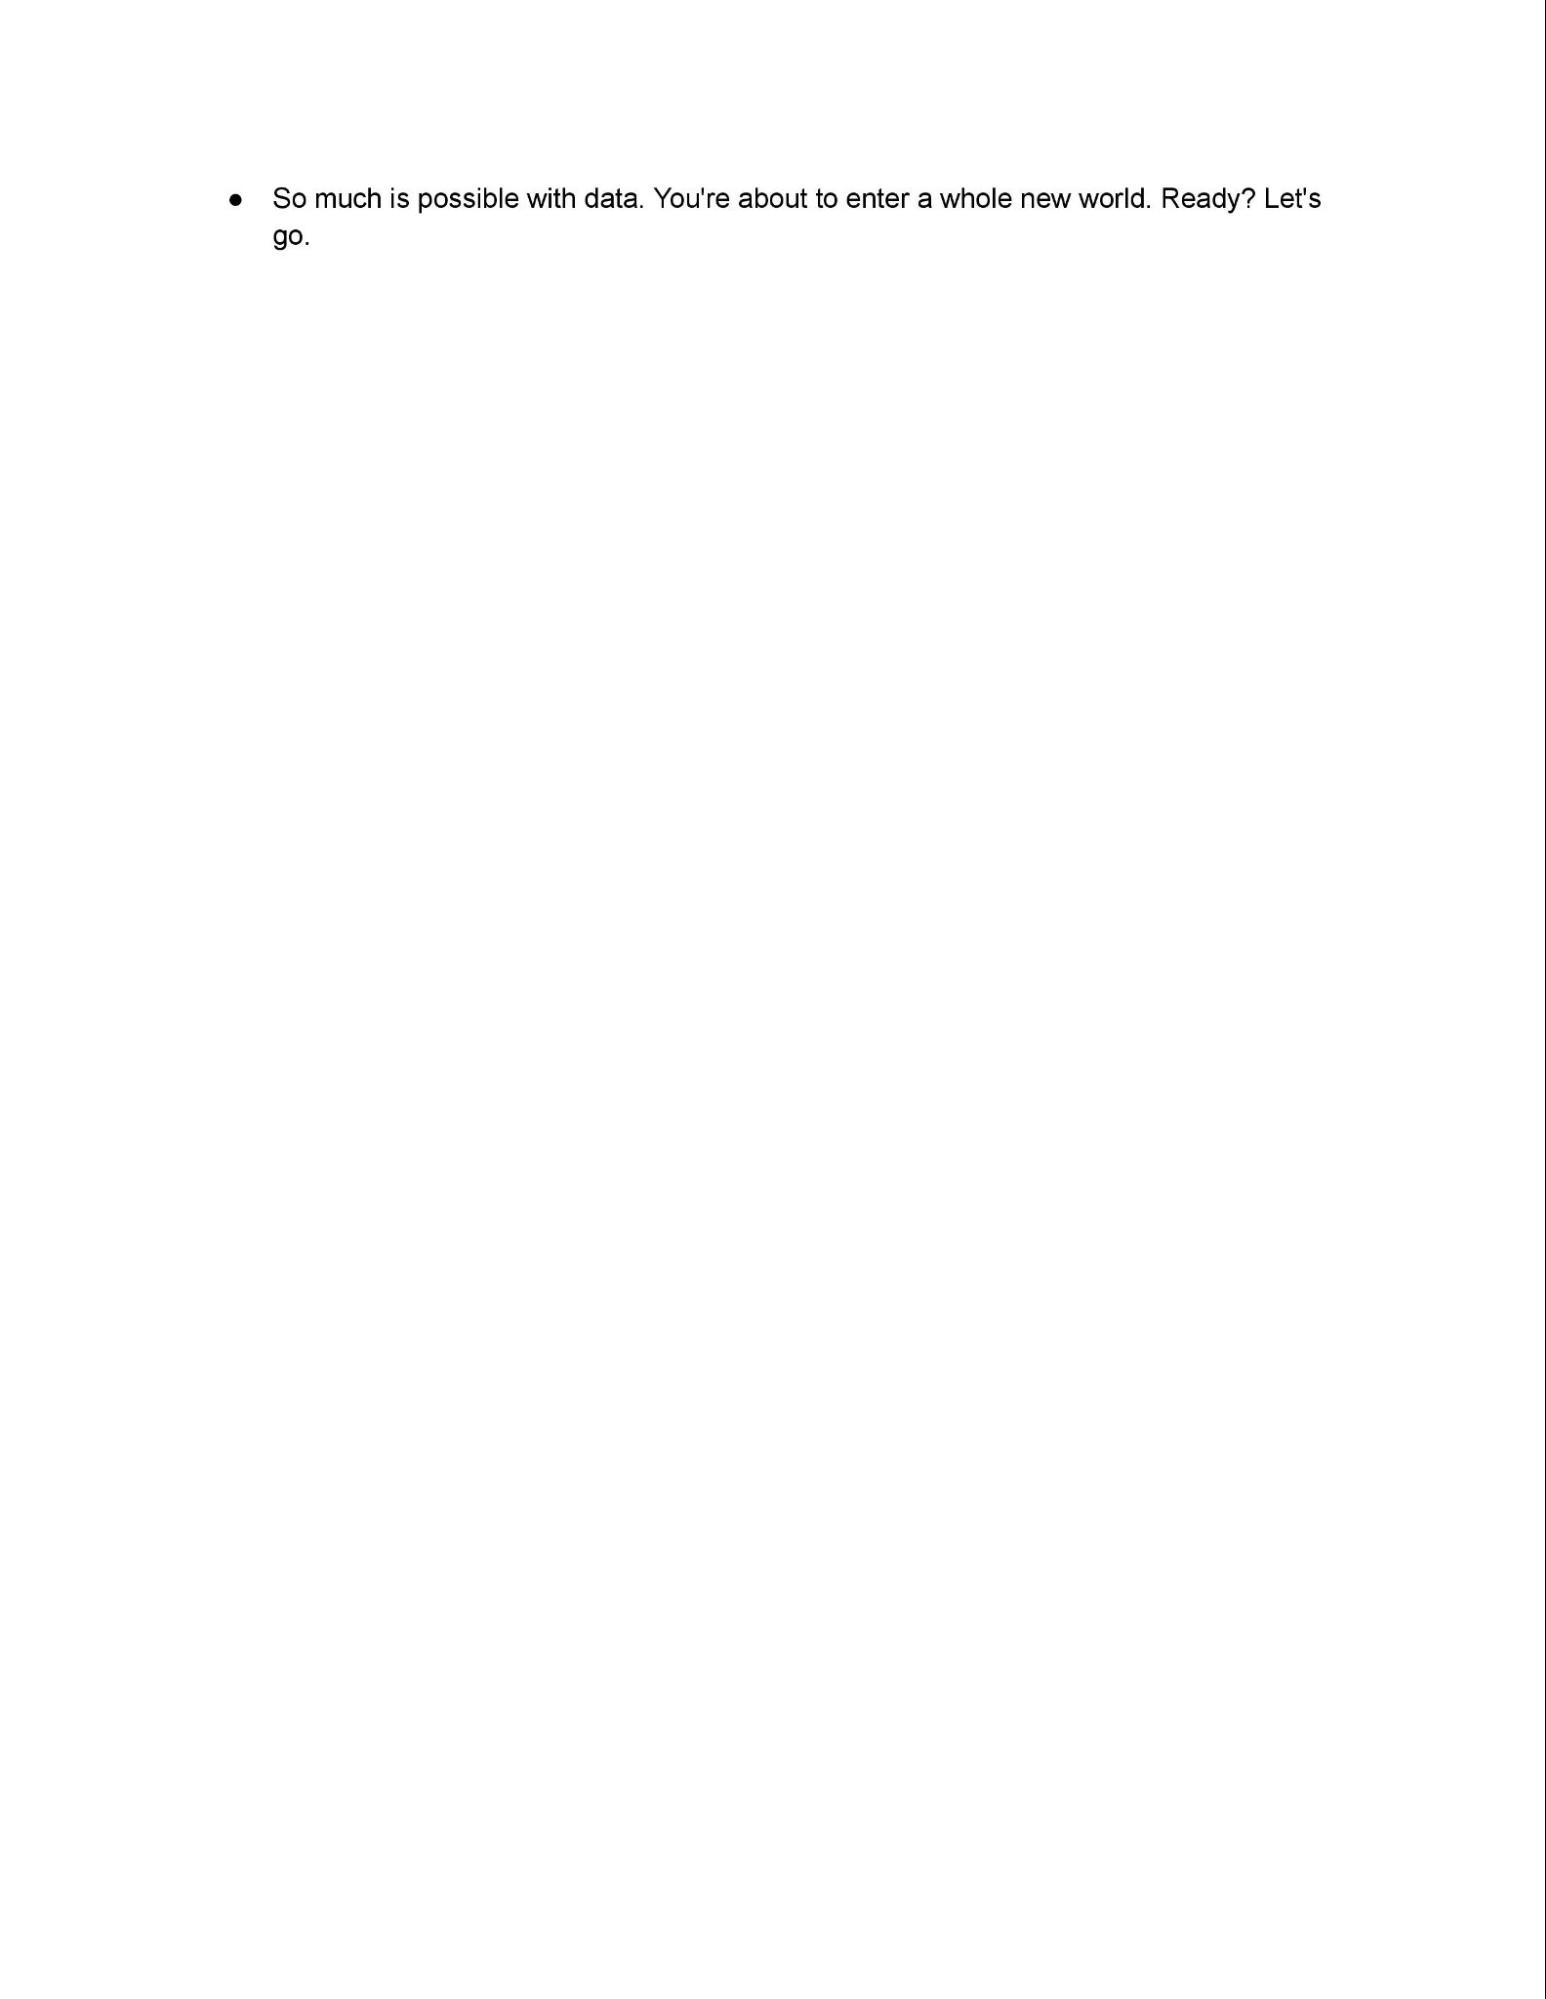 ● So much is possible with data. You're about to enter a whole new world. Ready? Let's
go.